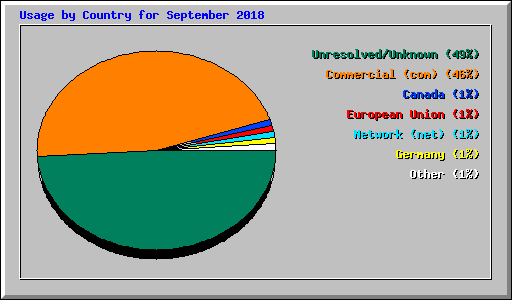 Usage by Country for September 2018
Unresolved/Unknown (49%)
Commercial (com) (46%)
Canada (1%)
European Union (1%)
Network (net) (1%)
Germany (1%)
Other (1%)